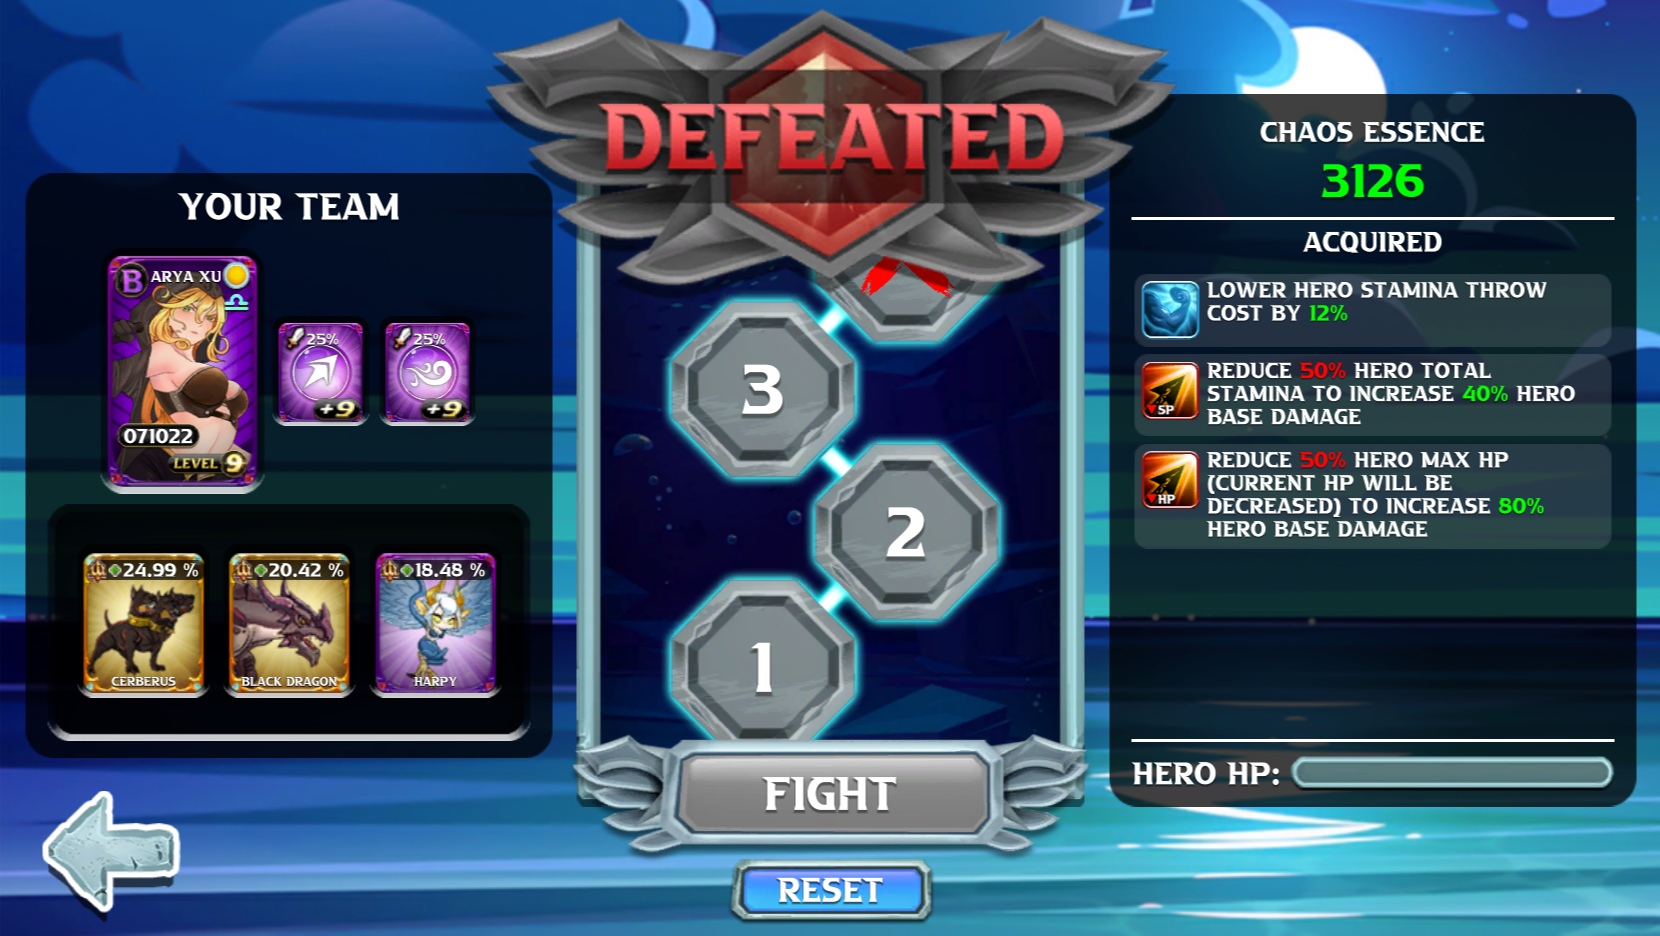 DEFEATED
YOUR TEAM
B ARYA XU
071022
LEVEL 9
25%
+9
25%
+9
24.99 %
CERBERUS
20.42 %
BLACK DRAGON
18.48 %
HARPY
3
2
1
FIGHT
RESET
CHAOS ESSENCE
3126
ACQUIRED
LOWER HERO STAMINA THROW
COST BY 12%
SP
REDUCE 50% HERO TOTAL
STAMINA TO INCREASE 40% HERO
BASE DAMAGE
HP
REDUCE 50% HERO MAX HP
(CURRENT HP WILL BE
DECREASED) TO INCREASE 80%
HERO BASE DAMAGE
HERO HP: